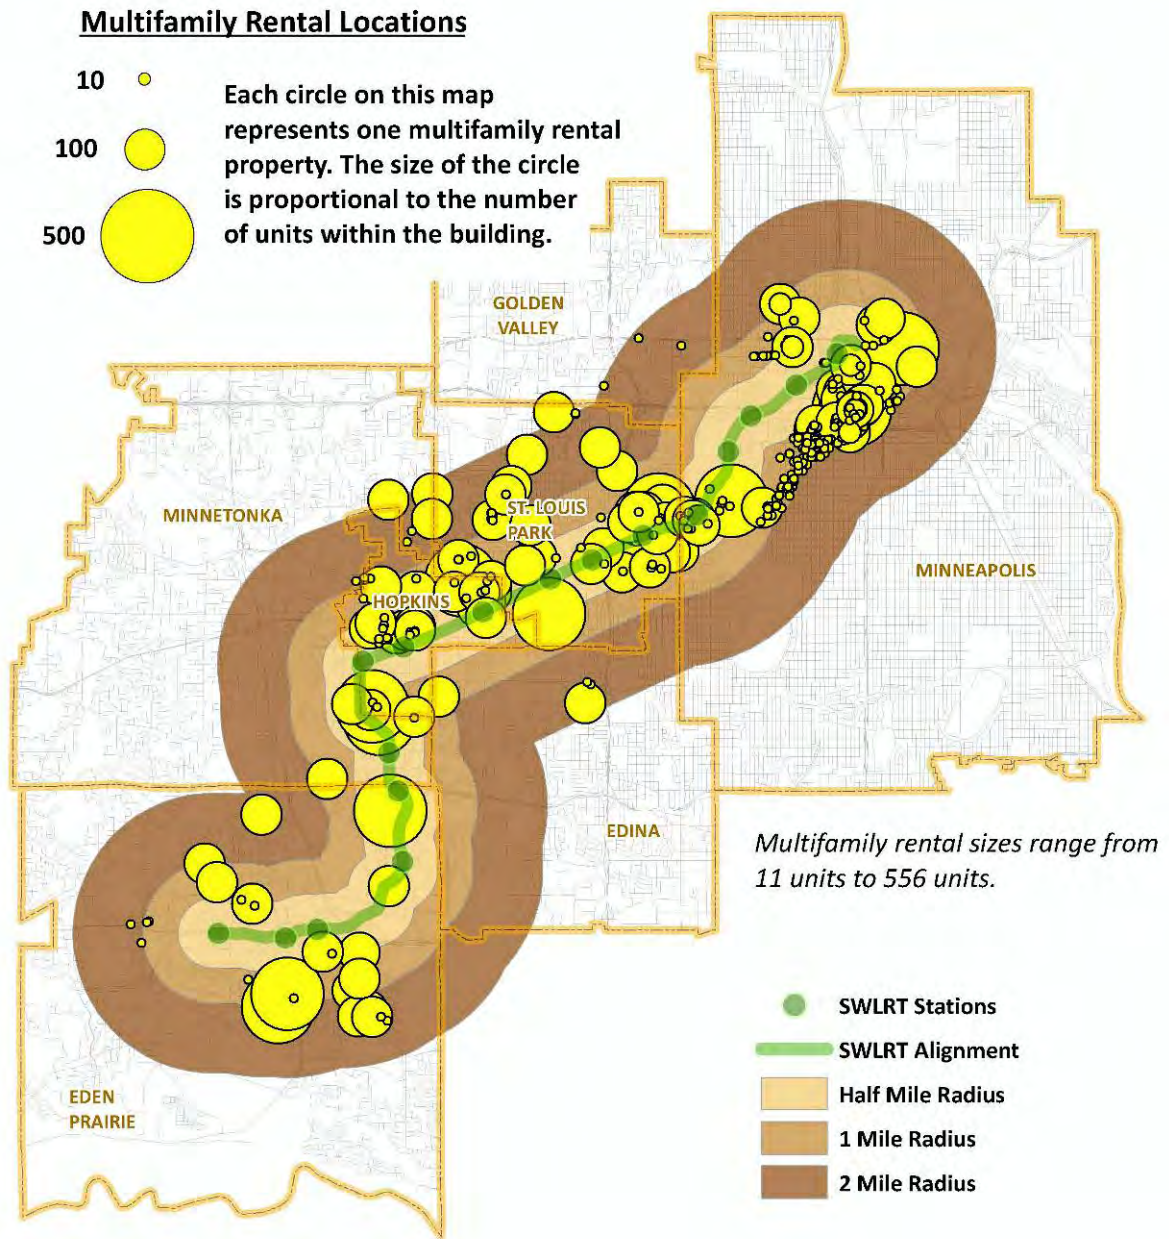 Multifamily Rental Locations
10
100
500
Each circle on this map
represents one multifamily rental
property. The size of the circle
is proportional to the number
of units within the building.
GOLDEN
VALLEY
MINNETONKA
ST. LOUIS
PARK
HOPKINS
MINNEAPOLIS
EDINA
Multifamily rental sizes range from
11 units to 556 units.
EDEN
PRAIRIE
SWLRT Stations
SWLRT Alignment
Half Mile Radius
1 Mile Radius
2 Mile Radius